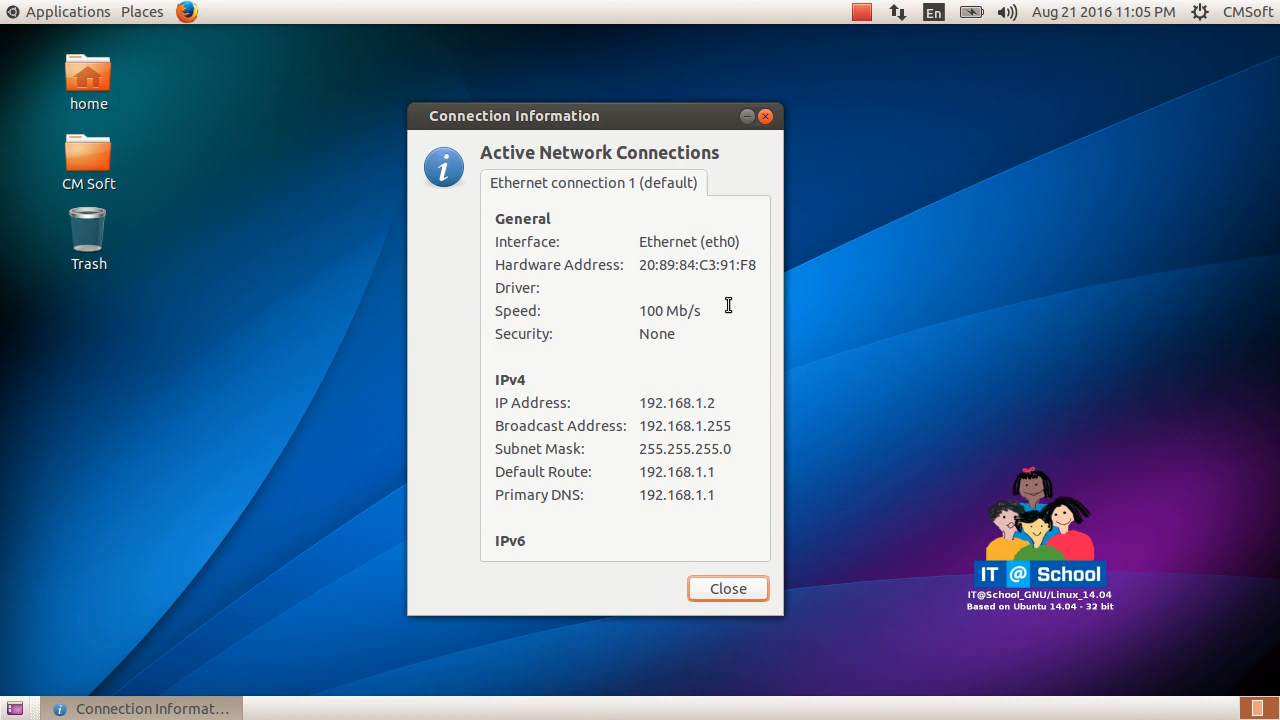 Applications Places En Aug 21 2016 11:05 PM CMSoft
home
CM Soft
Trash
Connection Information
Active Network Connections
Ethernet connection 1 (default)
General
Interface: Ethernet (eth0)
Hardware Address: 20:89:84:C3:91:F8
Driver:
Speed: 100 Mb/s
Security: None
IPv4
IP Address: 192.168.1.2
Broadcast Address: 192.168.1.255
Subnet Mask: 255.255.255.0
Default Route: 192.168.1.1
Primary DNS: 192.168.1.1
IPv6
Close
IT @ School
IT@School_GNU/Linux_14.04
Based on Ubuntu 14.04 - 32 bit
Connection Informat...